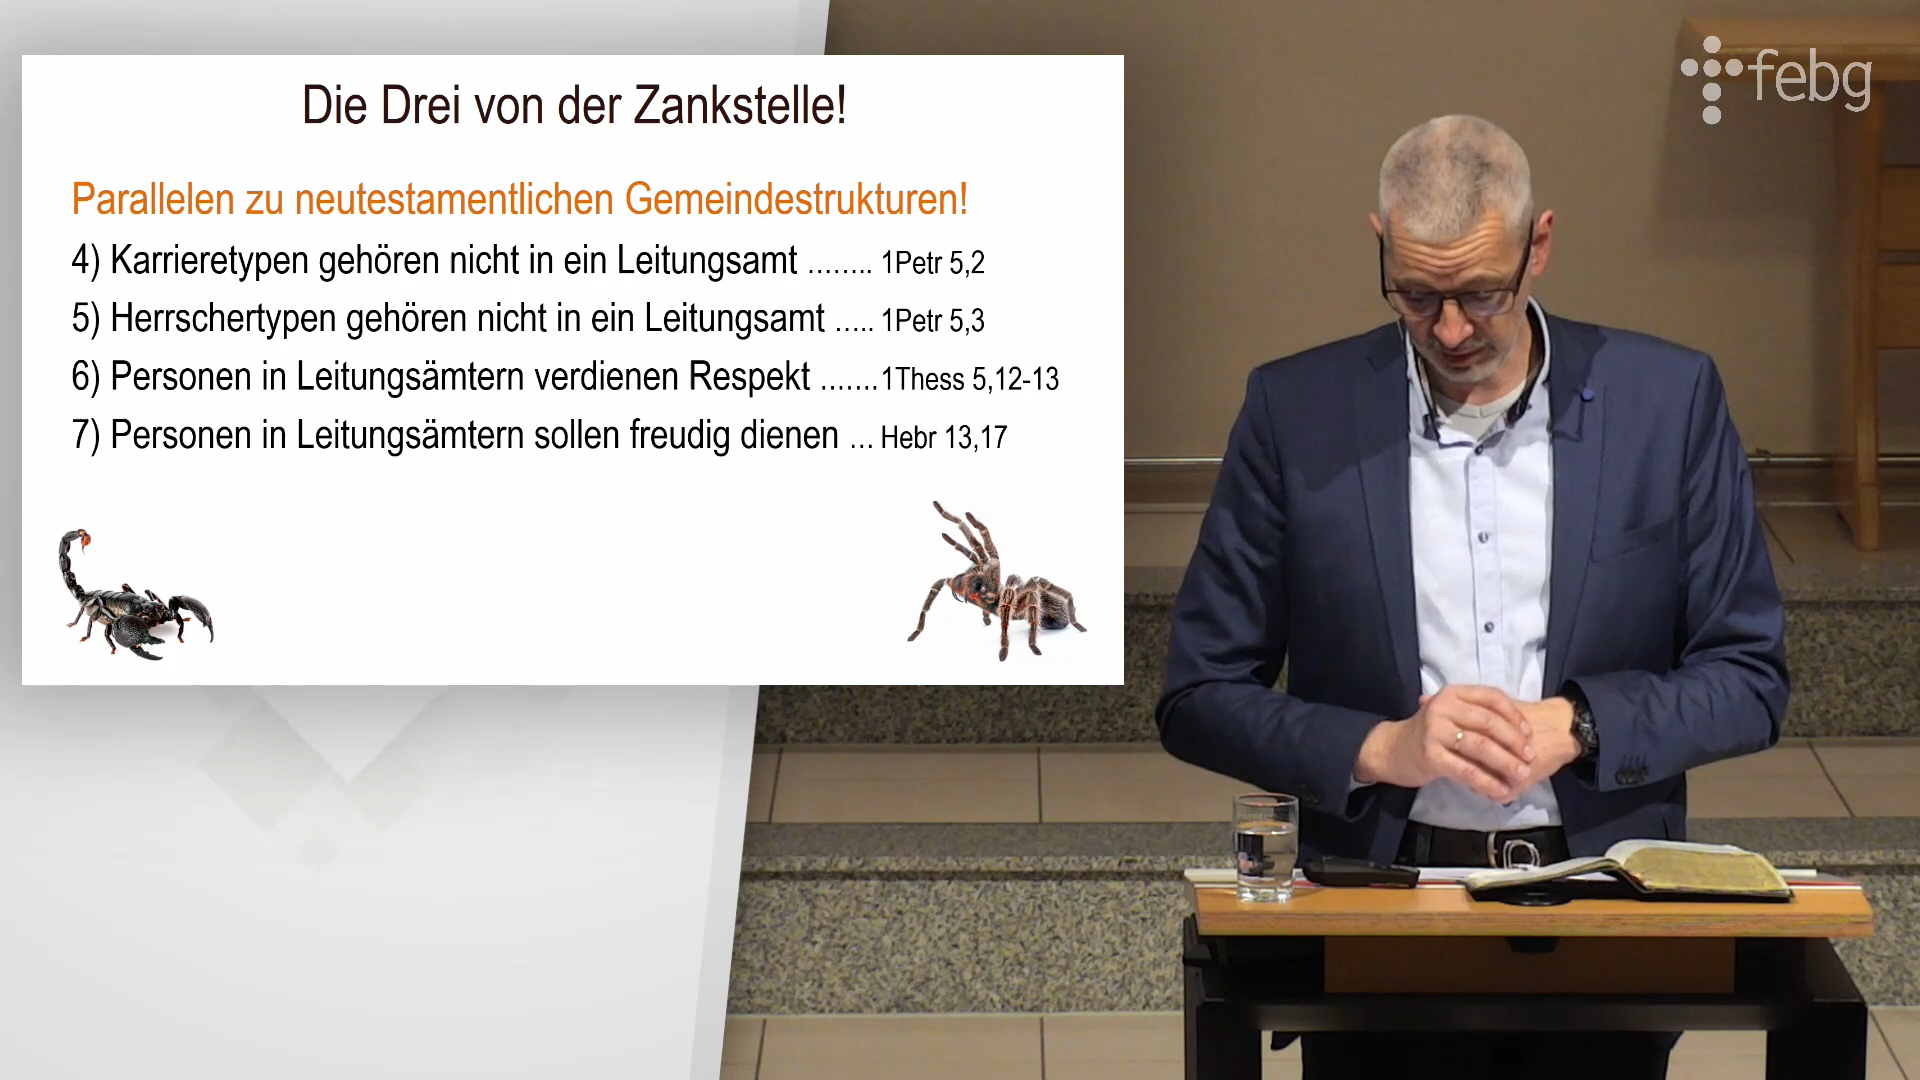 Die Drei von der Zankstelle!
Parallelen zu neutestamentlichen Gemeindestrukturen!
4) Karrieretypen gehören nicht in ein Leitungsamt ........ 1Petr 5,2
5) Herrschertypen gehören nicht in ein Leitungsamt ..... 1Petr 5,3
6) Personen in Leitungsämtern verdienen Respekt .......1Thess 5,12-13
7) Personen in Leitungsämtern sollen freudig dienen ... Hebr 13,17
febg